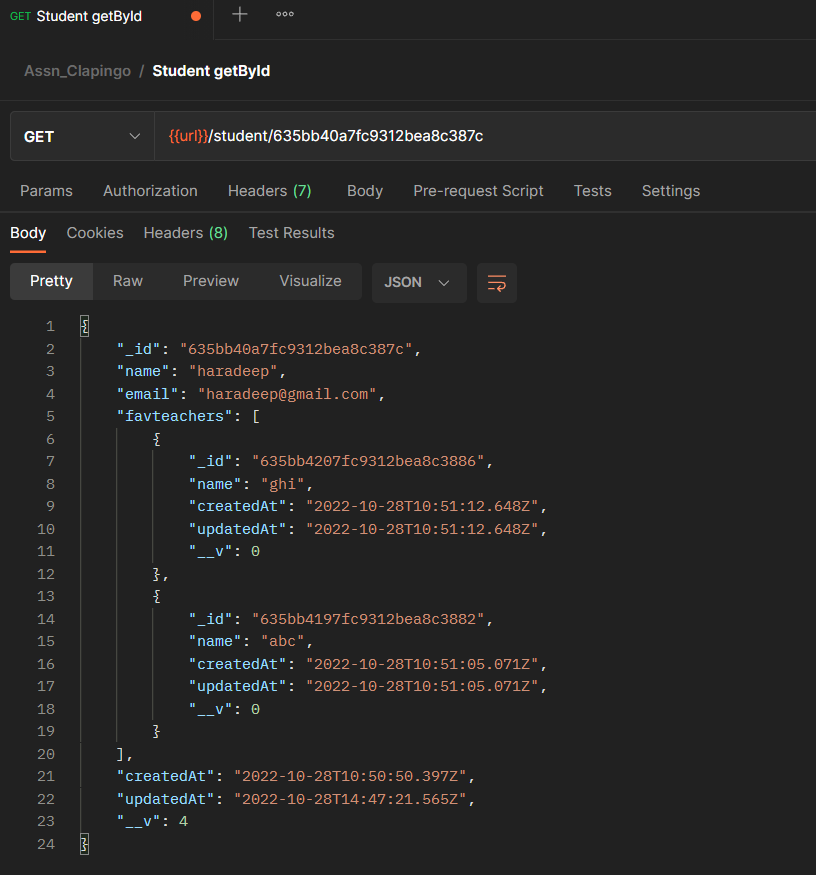 GET Student getById
Assn_Clapingo / Student getById
GET {{url}}/student/635bb40a7fc9312bea8c387c
Params Authorization Headers (7) Body Pre-request Script Tests Settings
Body Cookies Headers (8) Test Results
Pretty Raw Preview Visualize JSON
1 {
2 "_id": "635bb40a7fc9312bea8c387c",
3 "name": "haradeep",
4 "email": "haradeep@gmail.com",
5 "favteachers": [
6 {
7 "_id": "635bb4207fc9312bea8c3886",
8 "name": "ghi",
9 "createdAt": "2022-10-28T10:51:12.648Z",
10 "updatedAt": "2022-10-28T10:51:12.648Z",
11 "__v": 0
12 },
13 {
14 "_id": "635bb4197fc9312bea8c3882",
15 "name": "abc",
16 "createdAt": "2022-10-28T10:51:05.071Z",
17 "updatedAt": "2022-10-28T10:51:05.071Z",
18 "__v": 0
19 }
20 ],
21 "createdAt": "2022-10-28T10:50:50.397Z",
22 "updatedAt": "2022-10-28T14:47:21.565Z",
23 "__v": 4
24 }